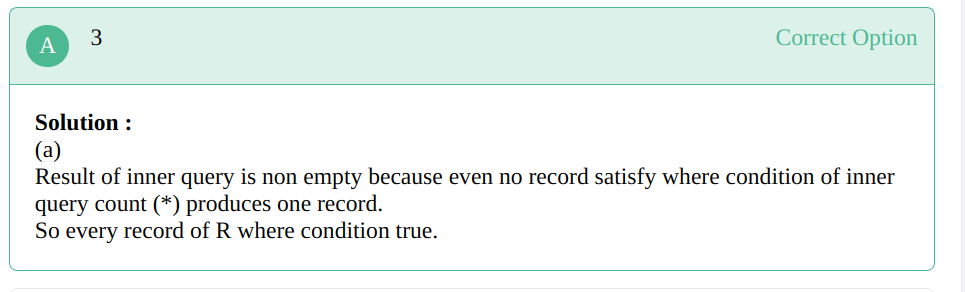 A 3 Correct Option
Solution :
(a)
Result of inner query is non empty because even no record satisfy where condition of inner
query count (*) produces one record.
So every record of R where condition true.